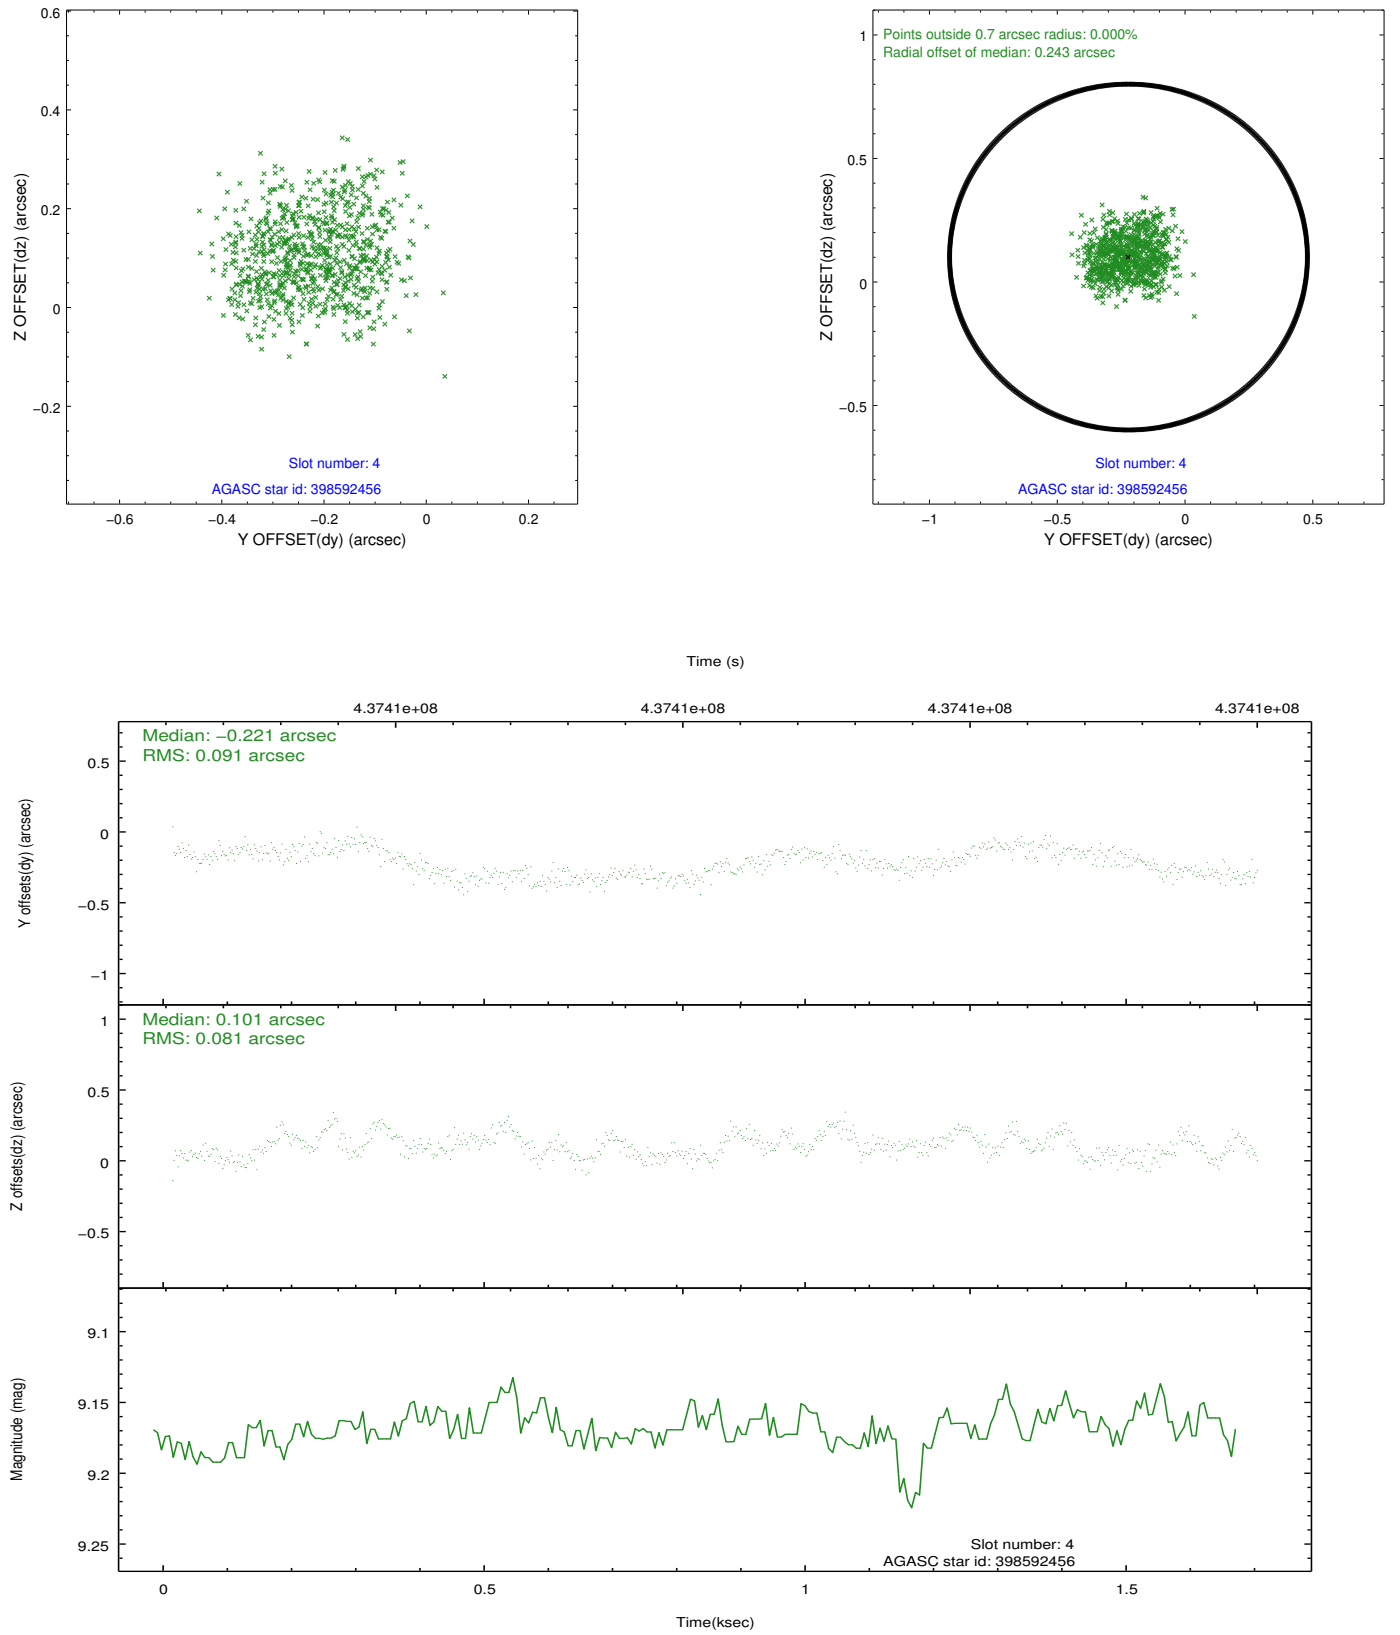 0.6
0.4
0.2
0
−0.2
Z OFFSET(dz) (arcsec)
Slot number: 4
AGASC star id: 398592456
−0.6 −0.4 −0.2 0 0.2
Y OFFSET(dy) (arcsec)
Points outside 0.7 arcsec radius: 0.000%
Radial offset of median: 0.243 arcsec
1
0.5
0
−0.5
Z OFFSET(dz) (arcsec)
Slot number: 4
AGASC star id: 398592456
−1 −0.5 0 0.5
Y OFFSET(dy) (arcsec)
Time (s)
4.3741e+08 4.3741e+08 4.3741e+08 4.3741e+08
Median: −0.221 arcsec
RMS: 0.091 arcsec
0.5
0
−0.5
−1
Y offsets(dy) (arcsec)
Median: 0.101 arcsec
RMS: 0.081 arcsec
1
0.5
0
−0.5
Z offsets(dz) (arcsec)
9.1
9.15
9.2
9.25
Magnitude (mag)
Slot number: 4
AGASC star id: 398592456
0 0.5 1 1.5
Time(ksec)